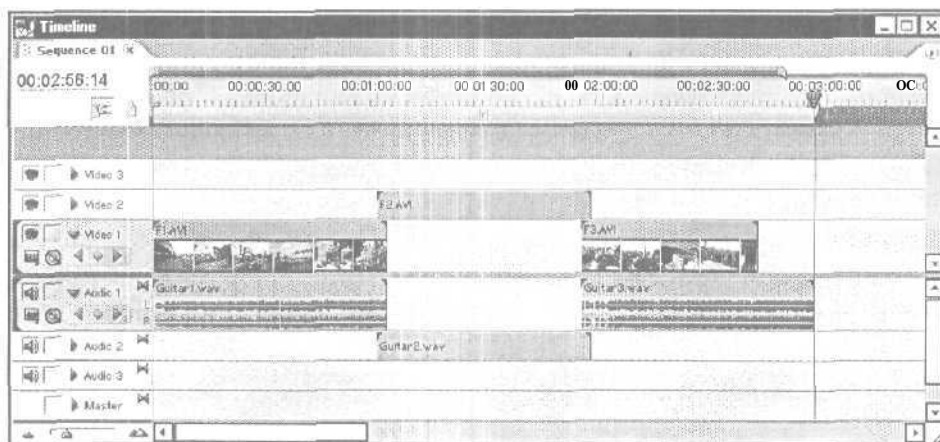 Timeline
Sequence 01
00:02:56:14
:00:00 00:00:30:00 00:01:00:00 00 01 30:00 00 02:00:00 00:02:30:00 00:03:00:00 OC
Video 3
Video 2
F2.AVI
Video 1
F1.AVI F3.AVI
Audio 1
Guitar1.wav Guitar3.wav
Audio 2
Guitar2.wav
Audio 3
Master